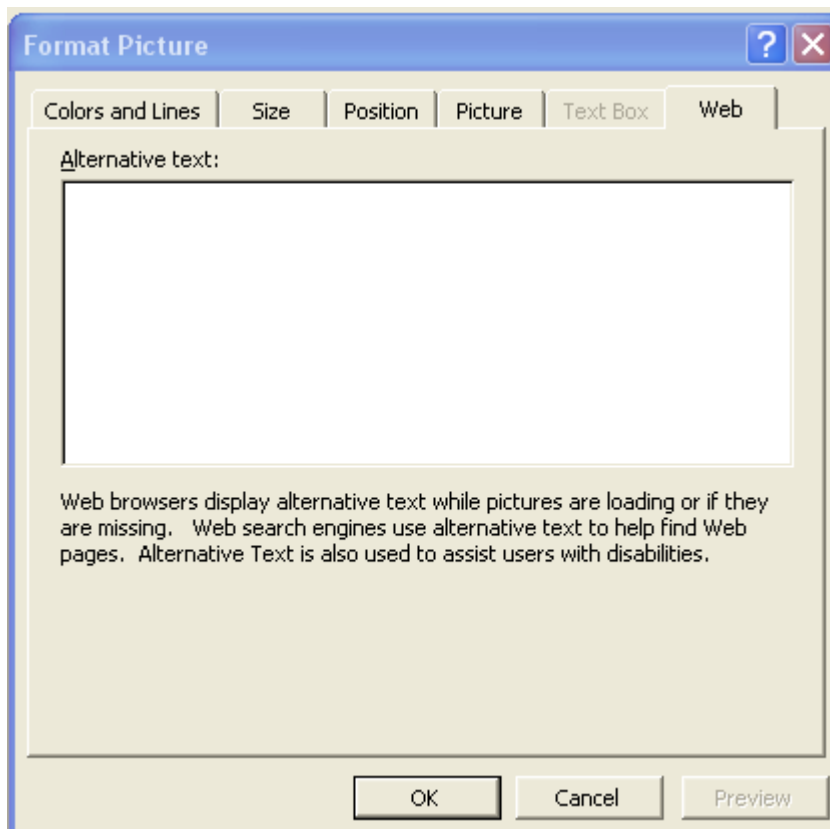 Format Picture
?
Colors and Lines Size Position Picture Text Box Web
Alternative text:
Web browsers display alternative text while pictures are loading or if they
are missing.   Web search engines use alternative text to help find Web
pages.  Alternative Text is also used to assist users with disabilities.
OK Cancel Preview